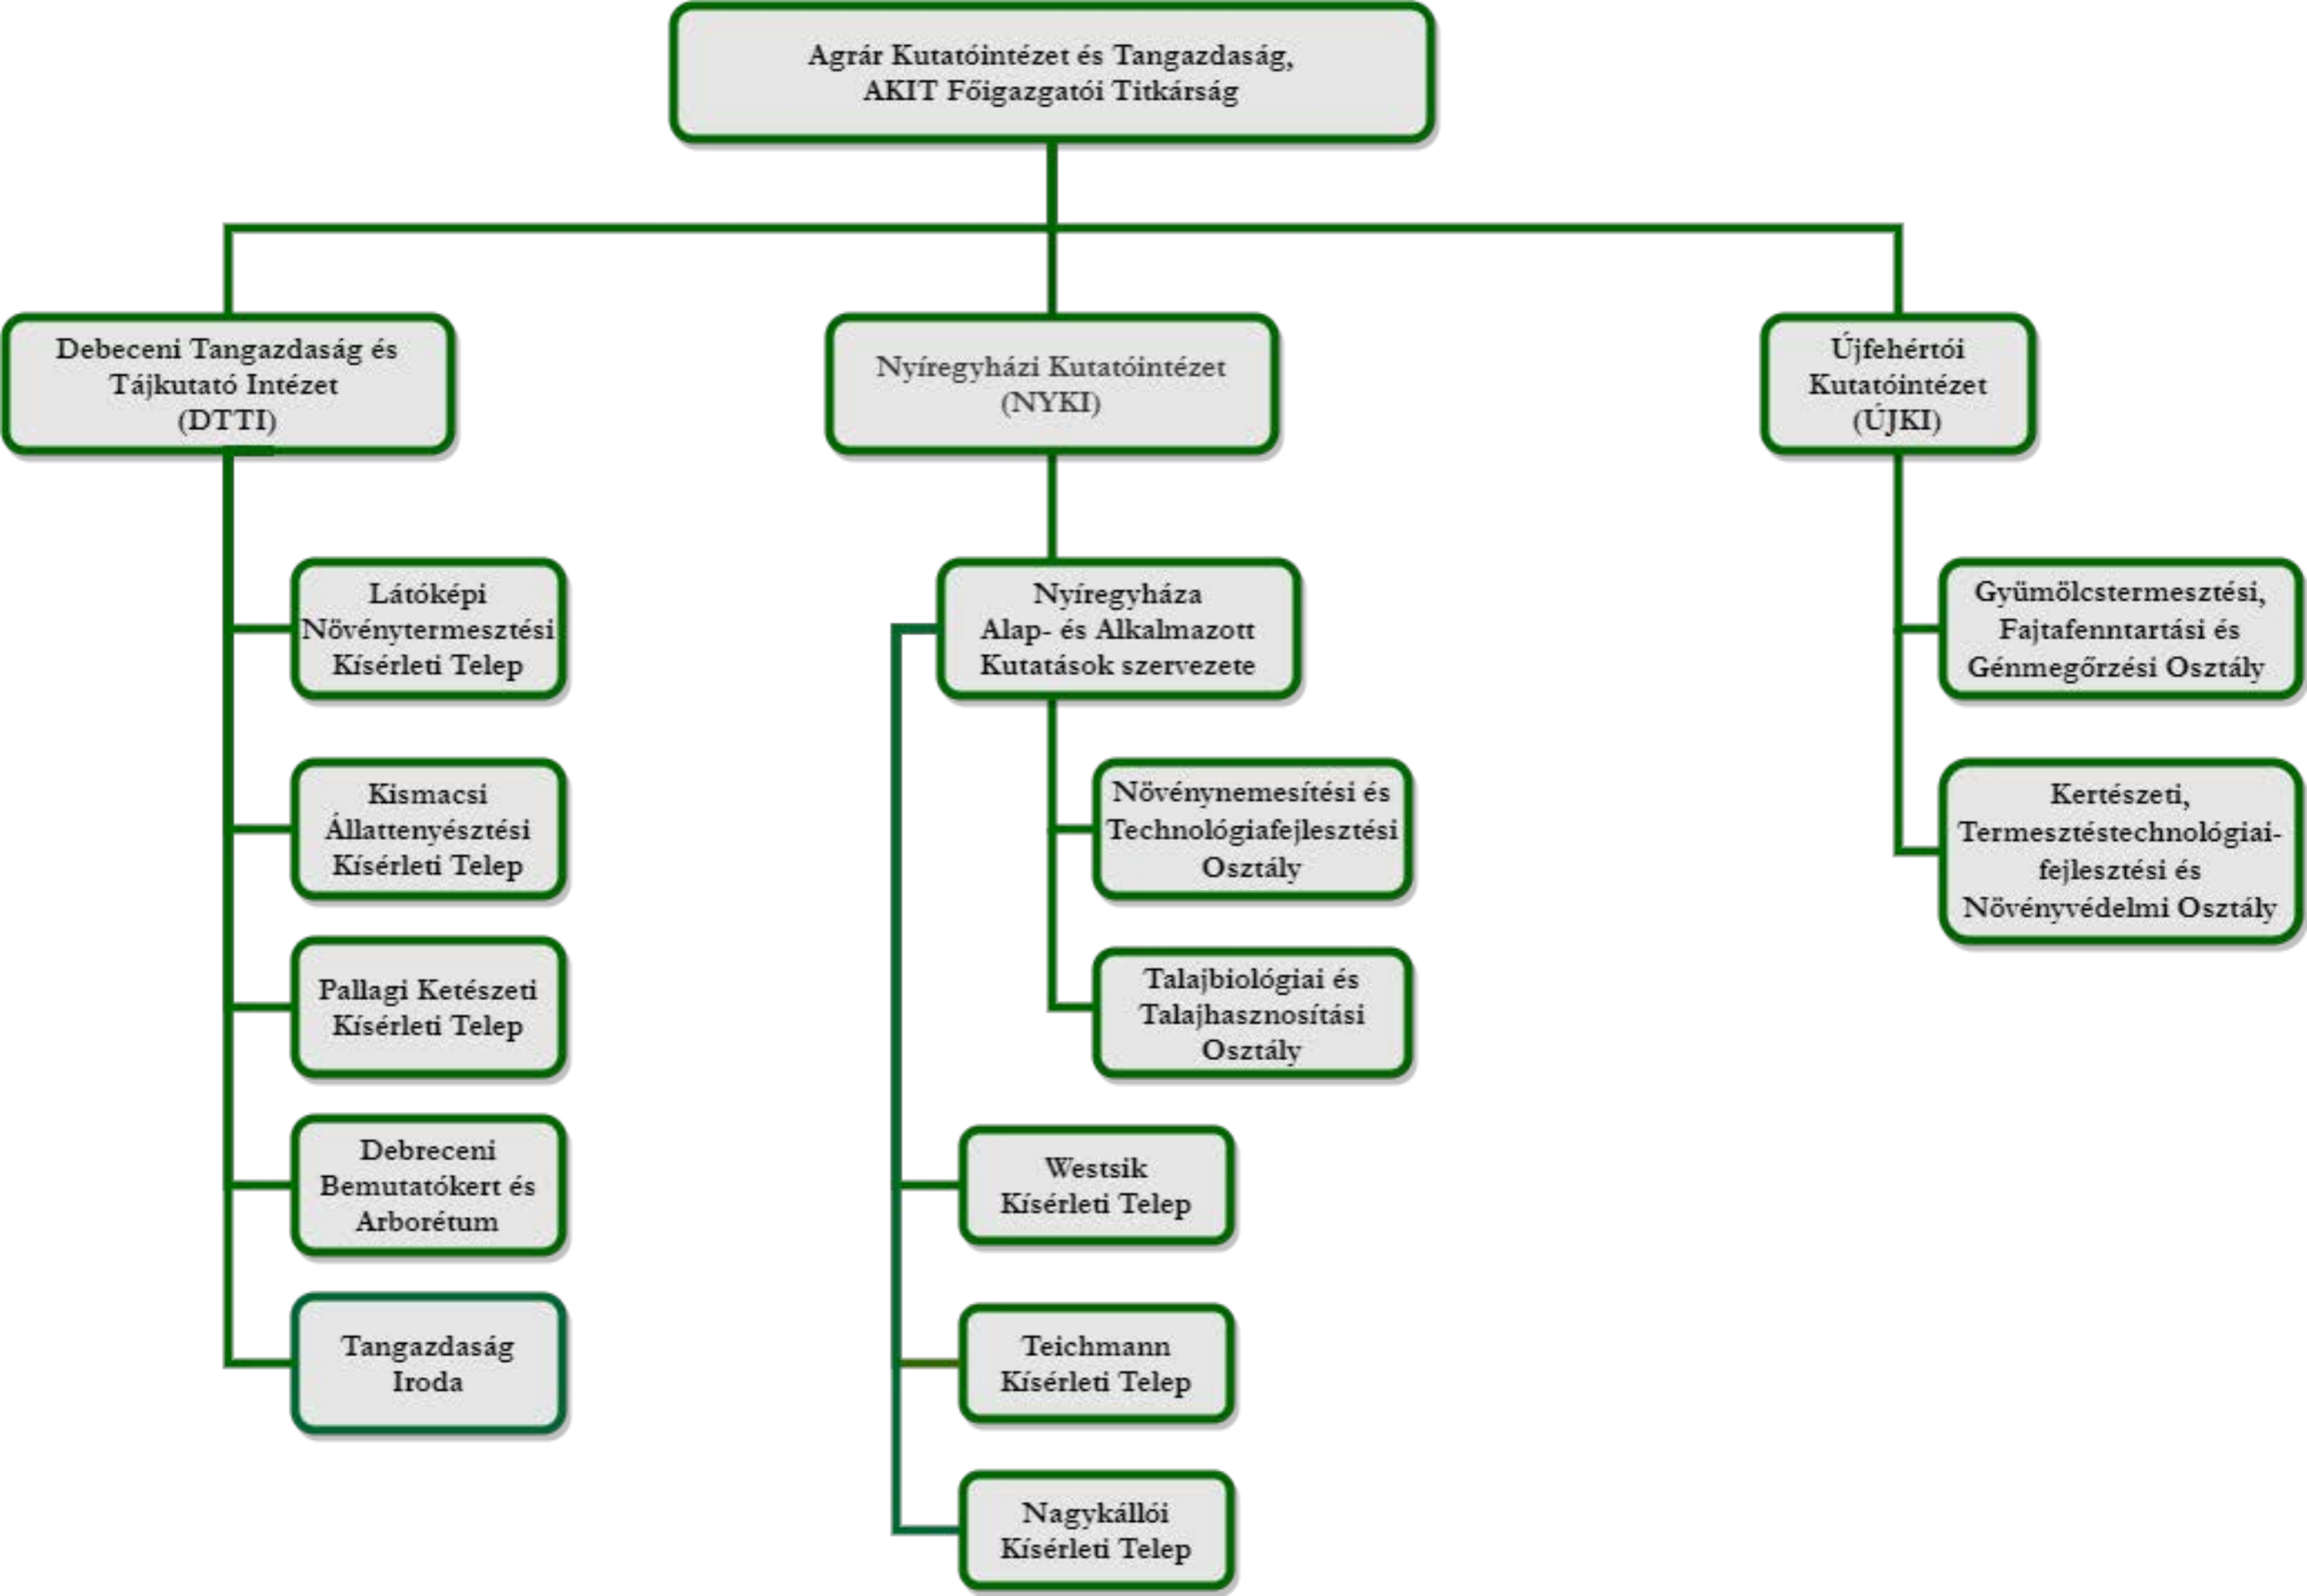 Agrár Kutatóintézet és Tangazdaság,
AKIT Főigazgatói Titkárság
Debeceni Tangazdaság és
Tájkutató Intézet
(DTTI)
Nyíregyházi Kutatóintézet
(NYKI)
Újfehértói
Kutatóintézet
(ÚJKI)
Látóképi
Növénytermesztési
Kísérleti Telep
Kismacsi
Állattenyésztési
Kísérleti Telep
Pallagi Ketészeti
Kísérleti Telep
Debreceni
Bemutatókert és
Arborétum
Tangazdaság
Iroda
Nyíregyháza
Alap- és Alkalmazott
Kutatások szervezete
Növénynemesítési és
Technológiafejlesztési
Osztály
Talajbiológiai és
Talajhasznosítási
Osztály
Westsik
Kísérleti Telep
Teichmann
Kísérleti Telep
Nagykállói
Kísérleti Telep
Gyümölcstermesztési,
Fajtafenntartási és
Génmegőrzési Osztály
Kertészeti,
Termesztéstechnológiai-
fejlesztési és
Növényvédelmi Osztály